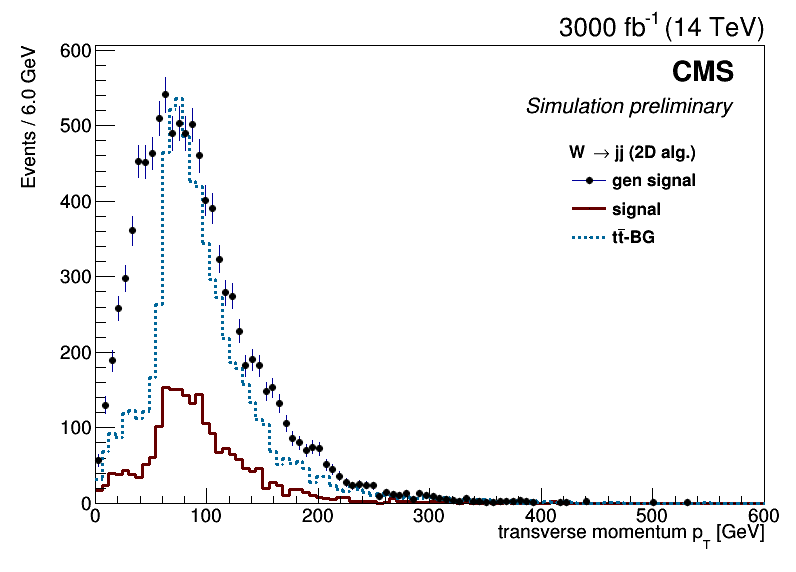 3000 fb⁻¹ (14 TeV)
CMS
Simulation preliminary
W → jj (2D alg.)
gen signal
signal
tt̄-BG
Events / 6.0 GeV
600
500
400
300
200
100
0
0 100 200 300 400 500 600
transverse momentum p_T [GeV]